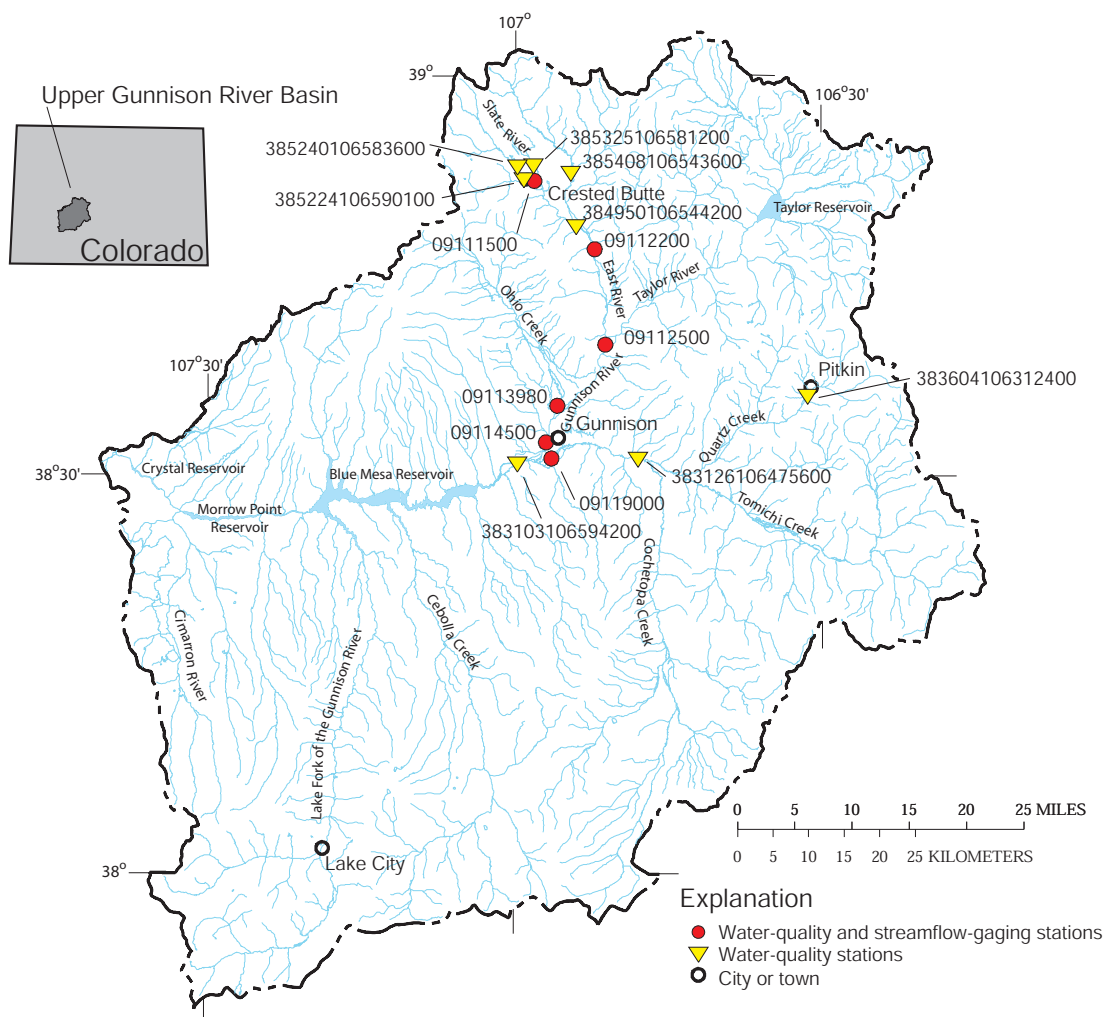 107°
39°
106°30'
Upper Gunnison River Basin
Colorado
Slate River
385325106581200
385240106583600
385408106543600
385224106590100
Crested Butte
3849950106544200
09111500
09112200
Taylor Reservoir
East River
Taylor River
Ohio Creek
09112500
107°30'
Pitkin
383604106312400
09113980
Gunnison River
Gunnison
09114500
Quartz Creek
38°30'
Crystal Reservoir
Blue Mesa Reservoir
383126106475600
09119000
Morrow Point
Reservoir
Tomichi Creek
383103106594200
Cochetopa Creek
Cebolla Creek
Cimarron River
Lake Fork of the Gunnison River
0 5 10 15 20 25 MILES
0 5 10 15 20 25 KILOMETERS
Lake City
38°
Explanation
Water-quality and streamflow-gaging stations
Water-quality stations
City or town